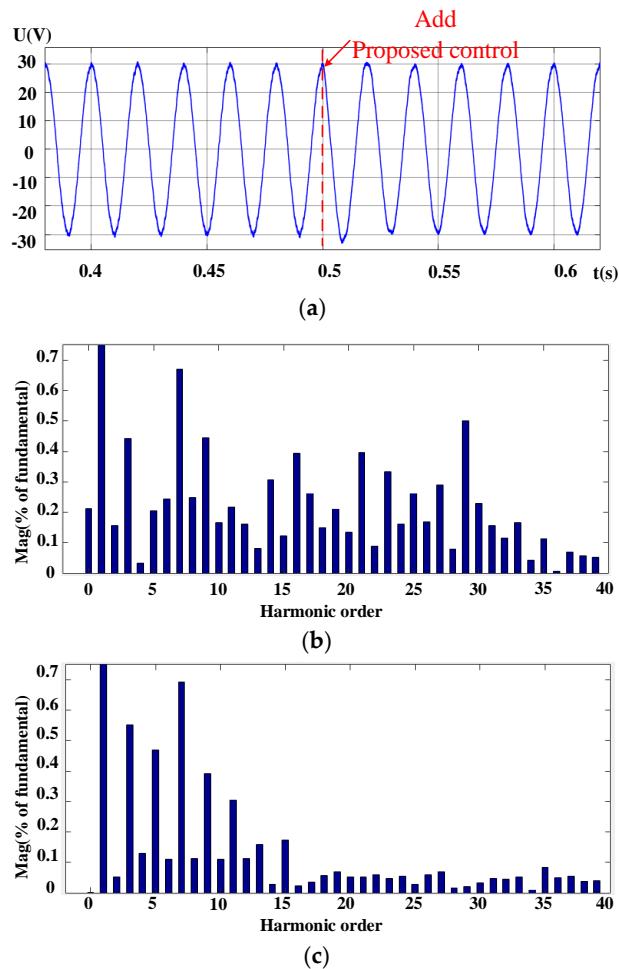 Add
Proposed control
U(V)
30
20
10
0
-10
-20
-30
0.4 0.45 0.5 0.55 0.6 t(s)
(a)
Mag(% of fundamental)
0.7
0.6
0.5
0.4
0.3
0.2
0.1
0
0 5 10 15 20 25 30 35 40
Harmonic order
(b)
Mag(% of fundamental)
0.7
0.6
0.5
0.4
0.3
0.2
0.1
0
0 5 10 15 20 25 30 35 40
Harmonic order
(c)